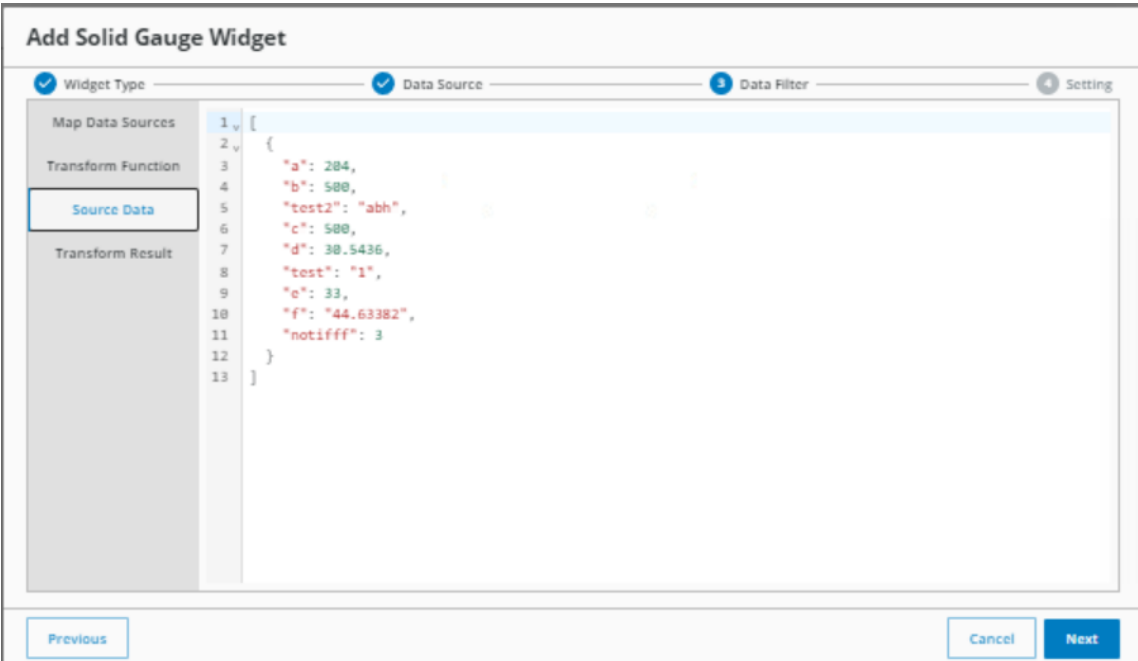 Add Solid Gauge Widget
Widget Type Data Source 3 Data Filter 4 Setting
Map Data Sources
Transform Function
Source Data
Transform Result
1 [
2 {
3 "a": 204,
4 "b": 500,
5 "test2": "abh",
6 "c": 500,
7 "d": 30.5436,
8 "test": "1",
9 "e": 33,
10 "f": "44.63382",
11 "notifff": 3
12 }
13 ]
Previous Cancel Next